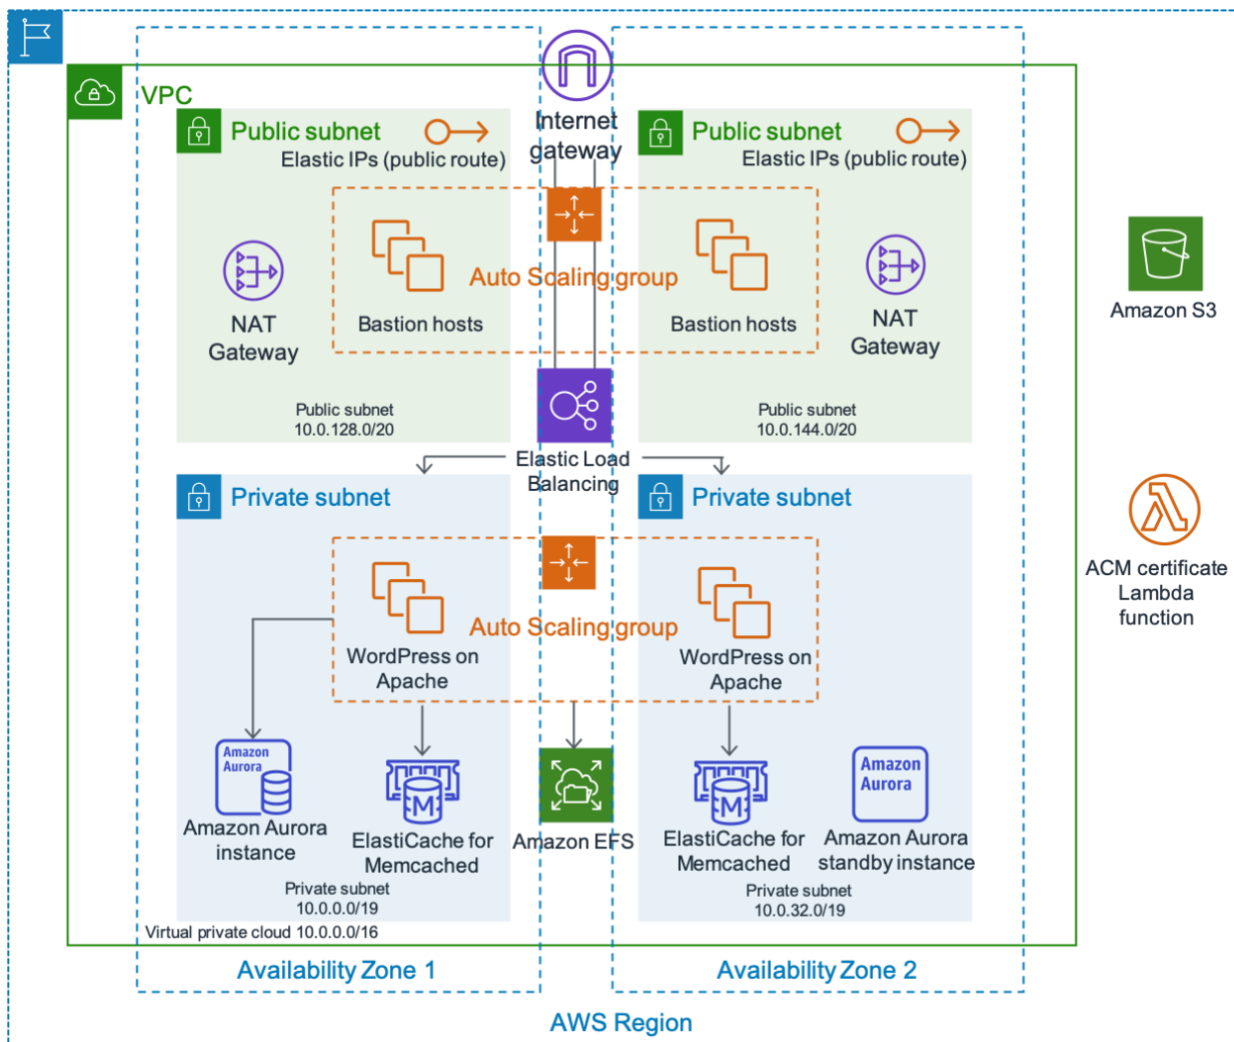 VPC
Public subnet
Elastic IPs (public route)
Internet
gateway
Public subnet
Elastic IPs (public route)
Auto Scaling group
NAT
Gateway
Bastion hosts
Bastion hosts
NAT
Gateway
Amazon S3
Public subnet
10.0.128.0/20
Public subnet
10.0.144.0/20
Elastic Load
Balancing
Private subnet
Private subnet
ACM certificate
Lambda
function
Auto Scaling group
WordPress on
Apache
WordPress on
Apache
Amazon
Aurora
Amazon Aurora
instance
M
ElastiCache for
Memcached
Amazon EFS
M
ElastiCache for
Memcached
Amazon
Aurora
Amazon Aurora
standby instance
Private subnet
10.0.0.0/19
Private subnet
10.0.32.0/19
Virtual private cloud 10.0.0.0/16
Availability Zone 1
Availability Zone 2
AWS Region